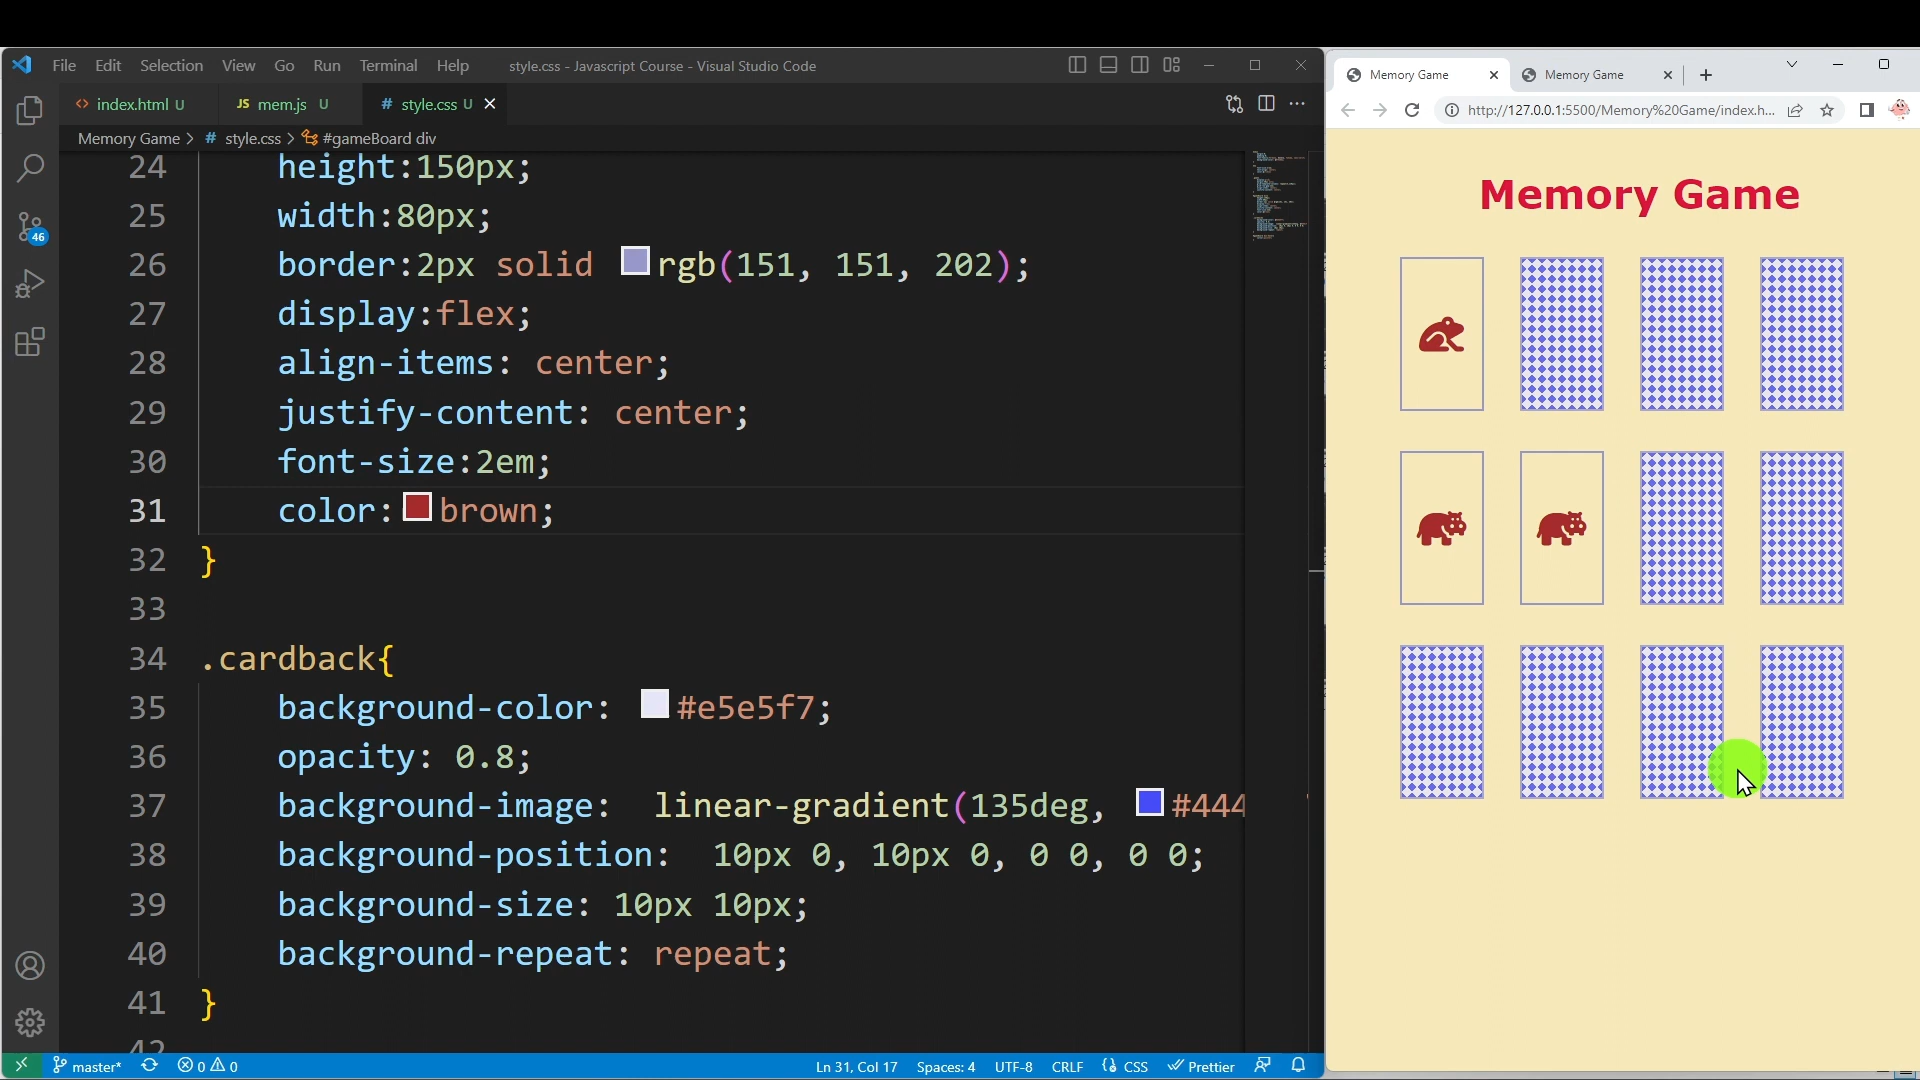 File Edit Selection View Go Run Terminal Help style.css - Javascript Course - Visual Studio Code
index.html U JS mem.js U # style.css U
Memory Game > # style.css > #gameBoard div
24 height:150px;
25 width:80px;
26 border:2px solid rgb(151, 151, 202);
27 display:flex;
28 align-items: center;
29 justify-content: center;
30 font-size:2em;
31 color:brown;
32 }
33
34 .cardback{
35 background-color: #e5e5f7;
36 opacity: 0.8;
37 background-image: linear-gradient(135deg, #444
38 background-position: 10px 0, 10px 0, 0 0, 0 0;
39 background-size: 10px 10px;
40 background-repeat: repeat;
41 }
42
46
master* 0 0 Ln 31, Col 17 Spaces: 4 UTF-8 CRLF CSS Prettier
Memory Game Memory Game
http://127.0.0.1:5500/Memory%20Game/index.h...
Memory Game